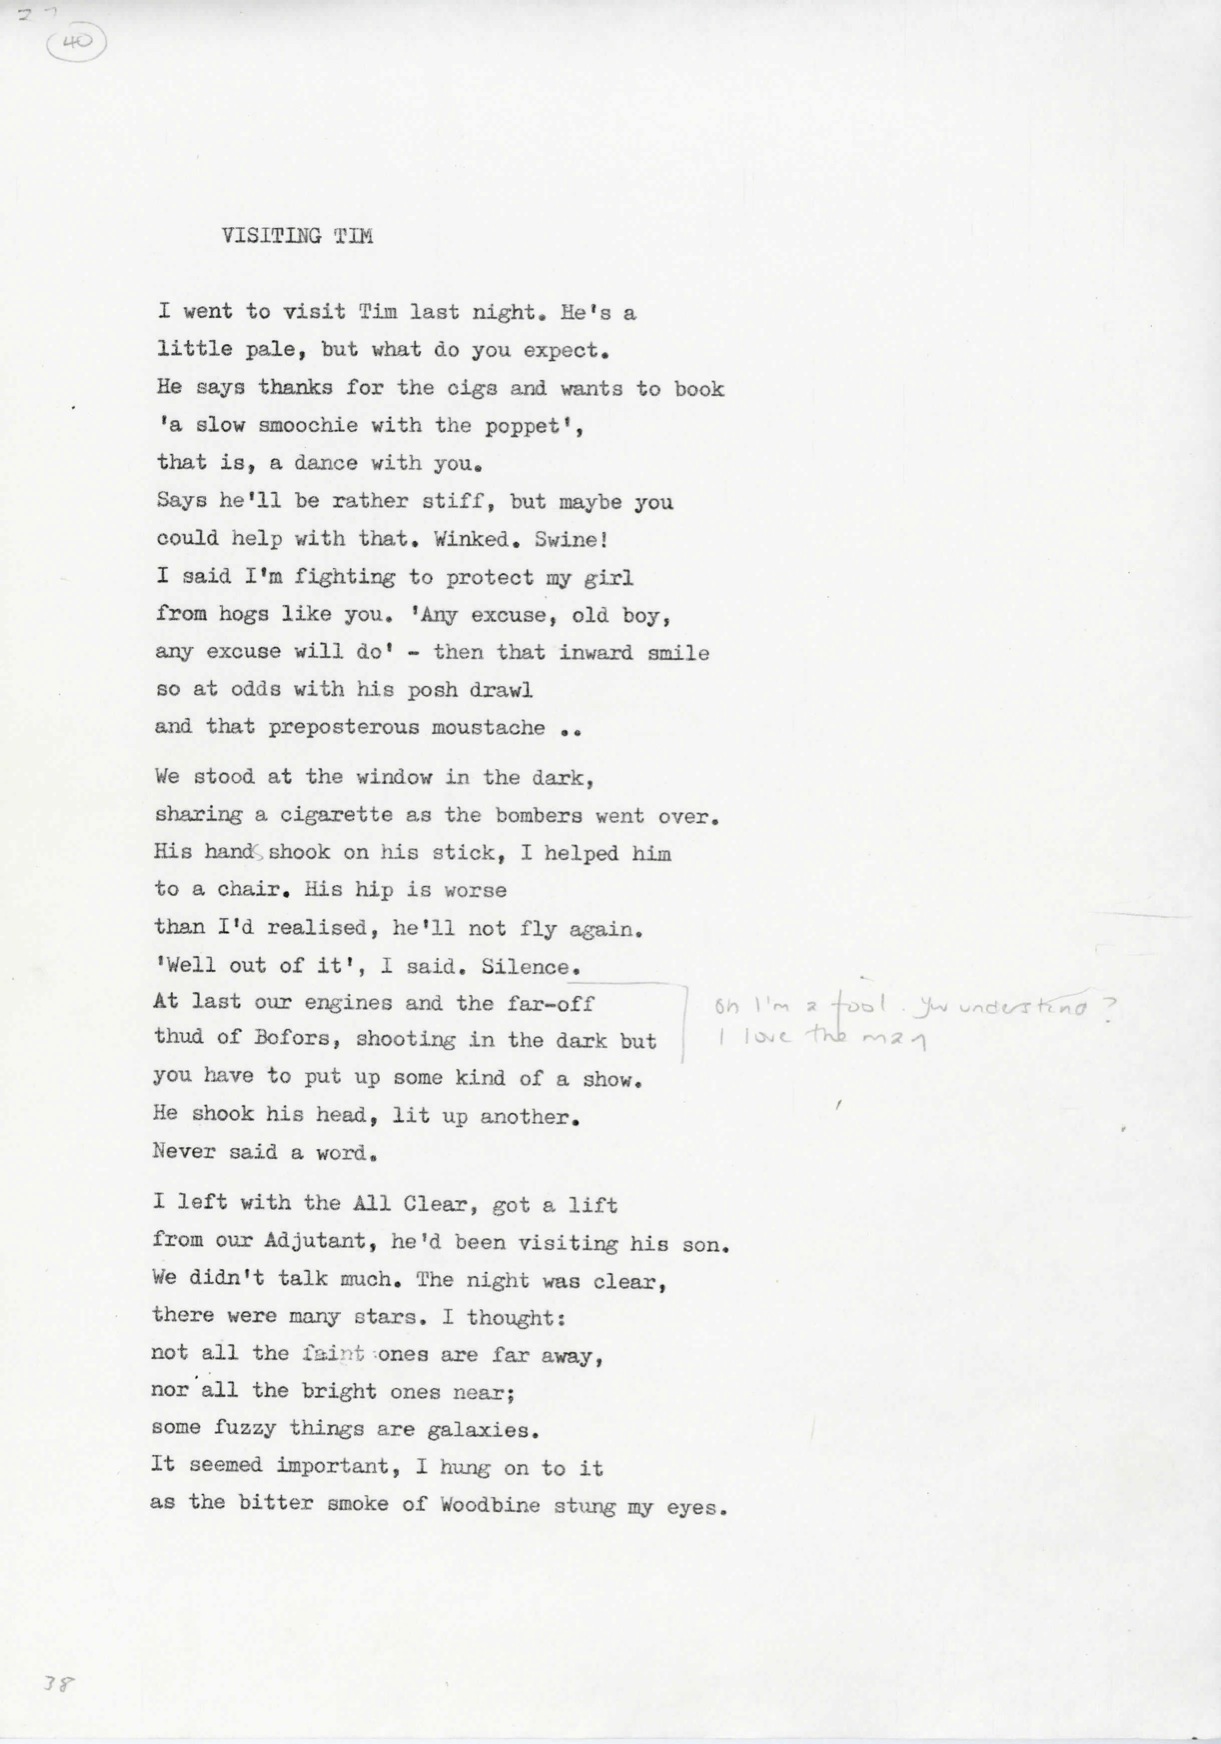 40
VISITING TIM
I went to visit Tim last night. He's a
little pale, but what do you expect.
He says thanks for the cigs and wants to book
'a slow smoochie with the poppet',
that is, a dance with you.
Says he'll be rather stiff, but maybe you
could help with that. Winked. Swine!
I said I'm fighting to protect my girl
from hogs like you. 'Any excuse, old boy,
any excuse will do' - then that inward smile
so at odds with his posh drawl
and that preposterous moustache ..
We stood at the window in the dark,
sharing a cigarette as the bombers went over.
His hands shook on his stick, I helped him
to a chair. His hip is worse
than I'd realised, he'll not fly again.
'Well out of it', I said. Silence.
At last our engines and the far-off
thud of Bofors, shooting in the dark but
you have to put up some kind of a show.
He shook his head, lit up another.
Never said a word.
oh I'm a fool. You understand?
I love the man
I left with the All Clear, got a lift
from our Adjutant, he'd been visiting his son.
We didn't talk much. The night was clear,
there were many stars. I thought:
not all the faint ones are far away,
nor all the bright ones near;
some fuzzy things are galaxies.
It seemed important, I hung on to it
as the bitter smoke of Woodbine stung my eyes.
38